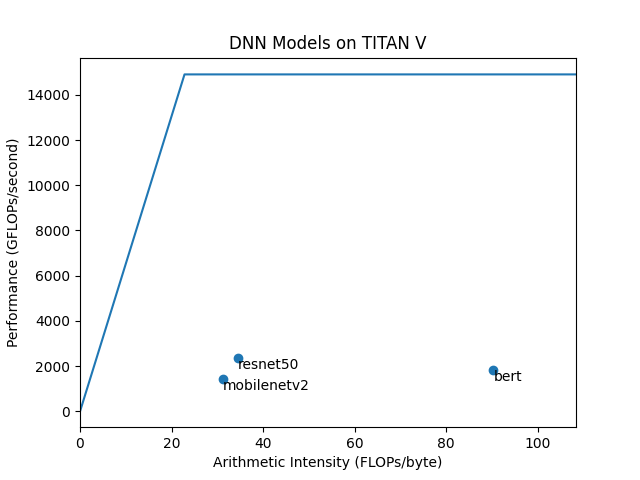 DNN Models on TITAN V
Performance (GFLOPs/second)
14000
12000
10000
8000
6000
4000
2000
0
resnet50
mobilenetv2
bert
0 20 40 60 80 100
Arithmetic Intensity (FLOPs/byte)